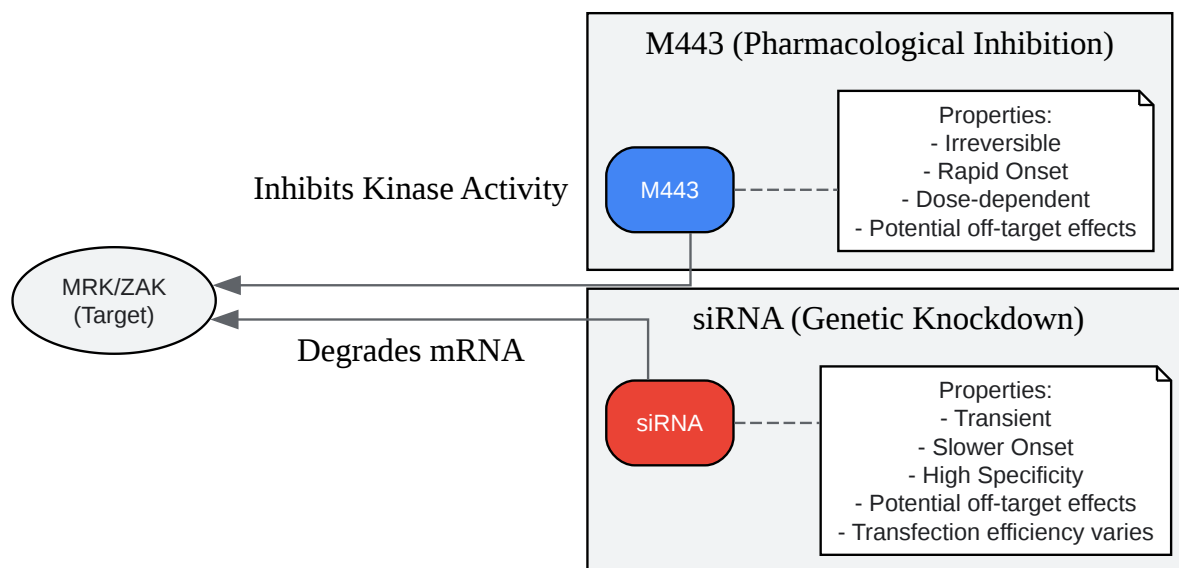 M443 (Pharmacological Inhibition)
Properties:
- Irreversible
- Rapid Onset
- Dose-dependent
- Potential off-target effects
M443
Inhibits Kinase Activity
MRK/ZAK
(Target)
siRNA (Genetic Knockdown)
Degrades mRNA
siRNA
Properties:
- Transient
- Slower Onset
- High Specificity
- Potential off-target effects
- Transfection efficiency varies